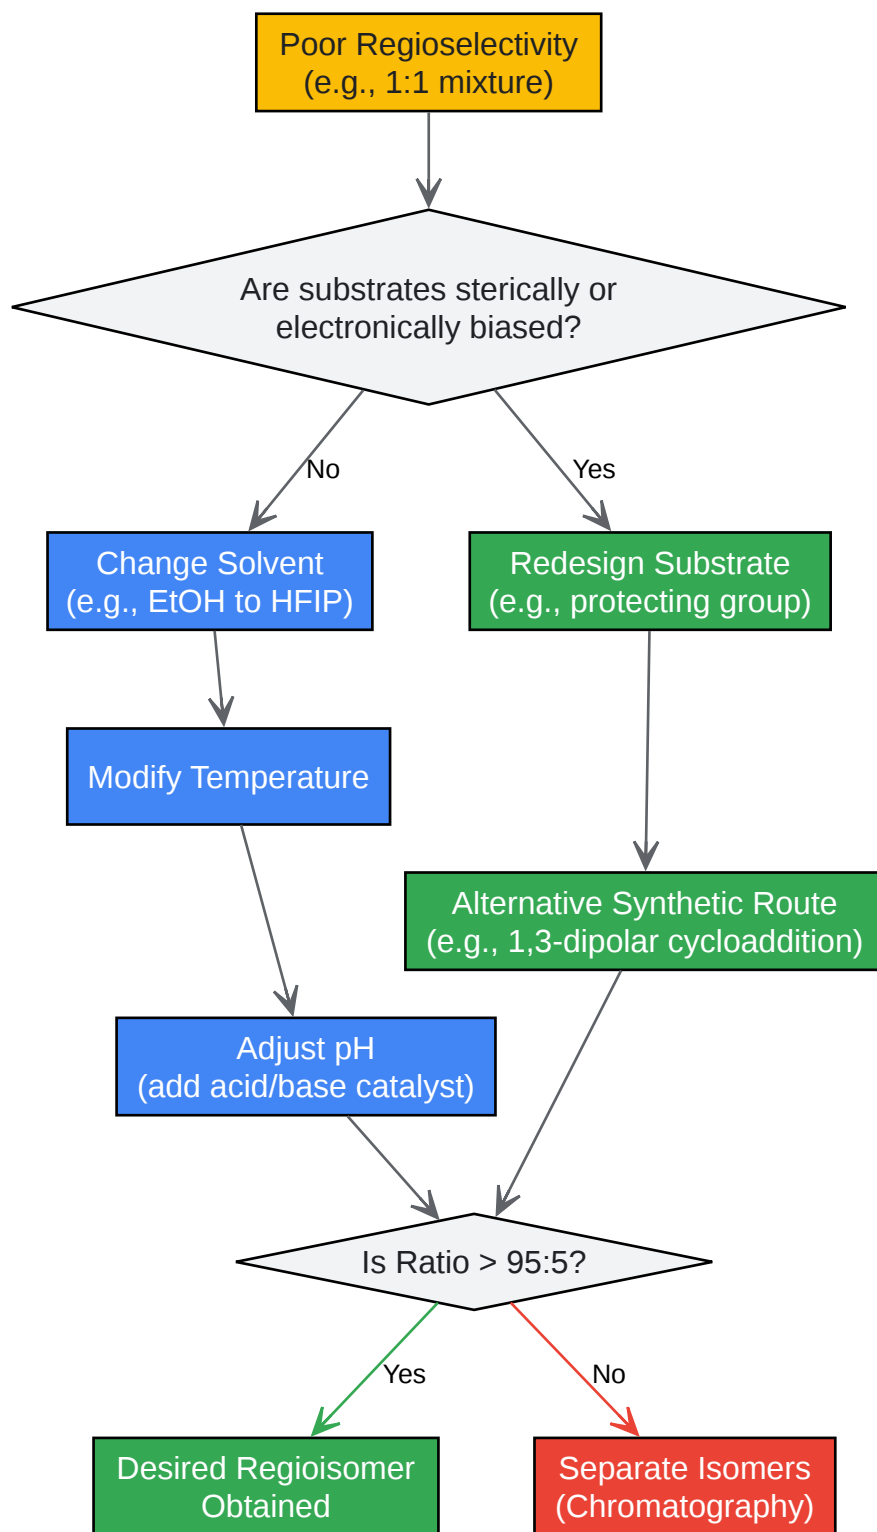 Poor Regioselectivity
(e.g., 1:1 mixture)
Are substrates sterically or
electronically biased?
No
Yes
Change Solvent
(e.g., EtOH to HFIP)
Redesign Substrate
(e.g., protecting group)
Modify Temperature
Alternative Synthetic Route
(e.g., 1,3-dipolar cycloaddition)
Adjust pH
(add acid/base catalyst)
Is Ratio > 95:5?
Yes
No
Desired Regioisomer
Obtained
Separate Isomers
(Chromatography)